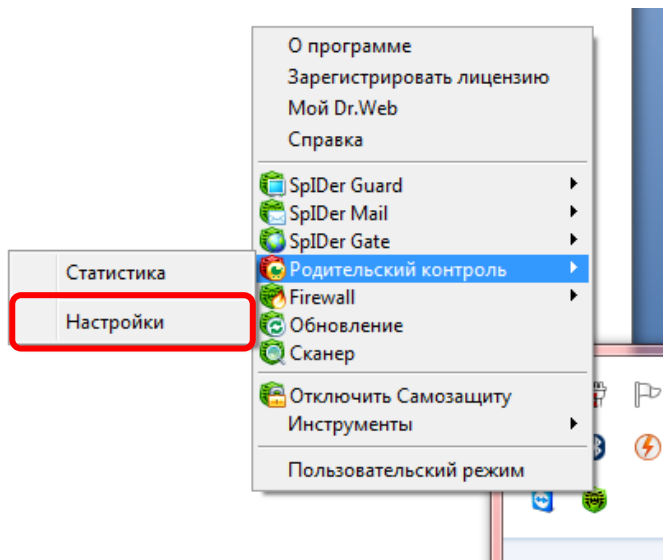 О программе
Зарегистрировать лицензию
Мой Dr.Web
Справка
SpIDer Guard
SpIDer Mail
SpIDer Gate
Родительский контроль
Firewall
Обновление
Сканер
Отключить Самозащиту
Инструменты
Пользовательский режим
Статистика
Настройки